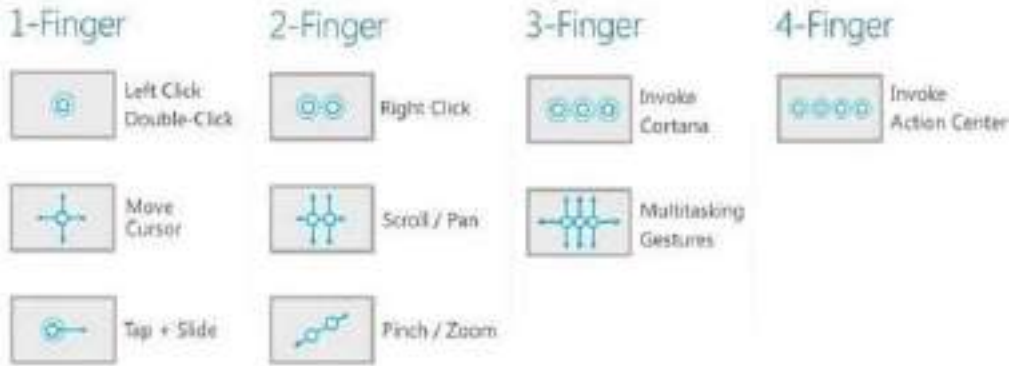 1-Finger
Left Click
Double-Click
Move
Cursor
Tap + Slide
2-Finger
Right Click
Scroll / Pan
Pinch / Zoom
3-Finger
Invoke
Cortana
Multitasking
Gestures
4-Finger
Invoke
Action Center